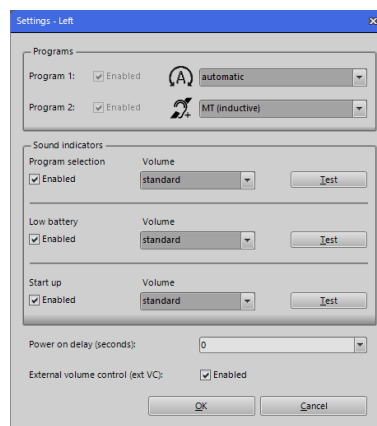 Settings - Left
Programs
Program 1: Enabled automatic
Program 2: Enabled MT (inductive)
Sound indicators
Program selection Volume
Enabled standard Test
Low battery Volume
Enabled standard Test
Start up Volume
Enabled standard Test
Power on delay (seconds): 0
External volume control (ext VC): Enabled
OK Cancel